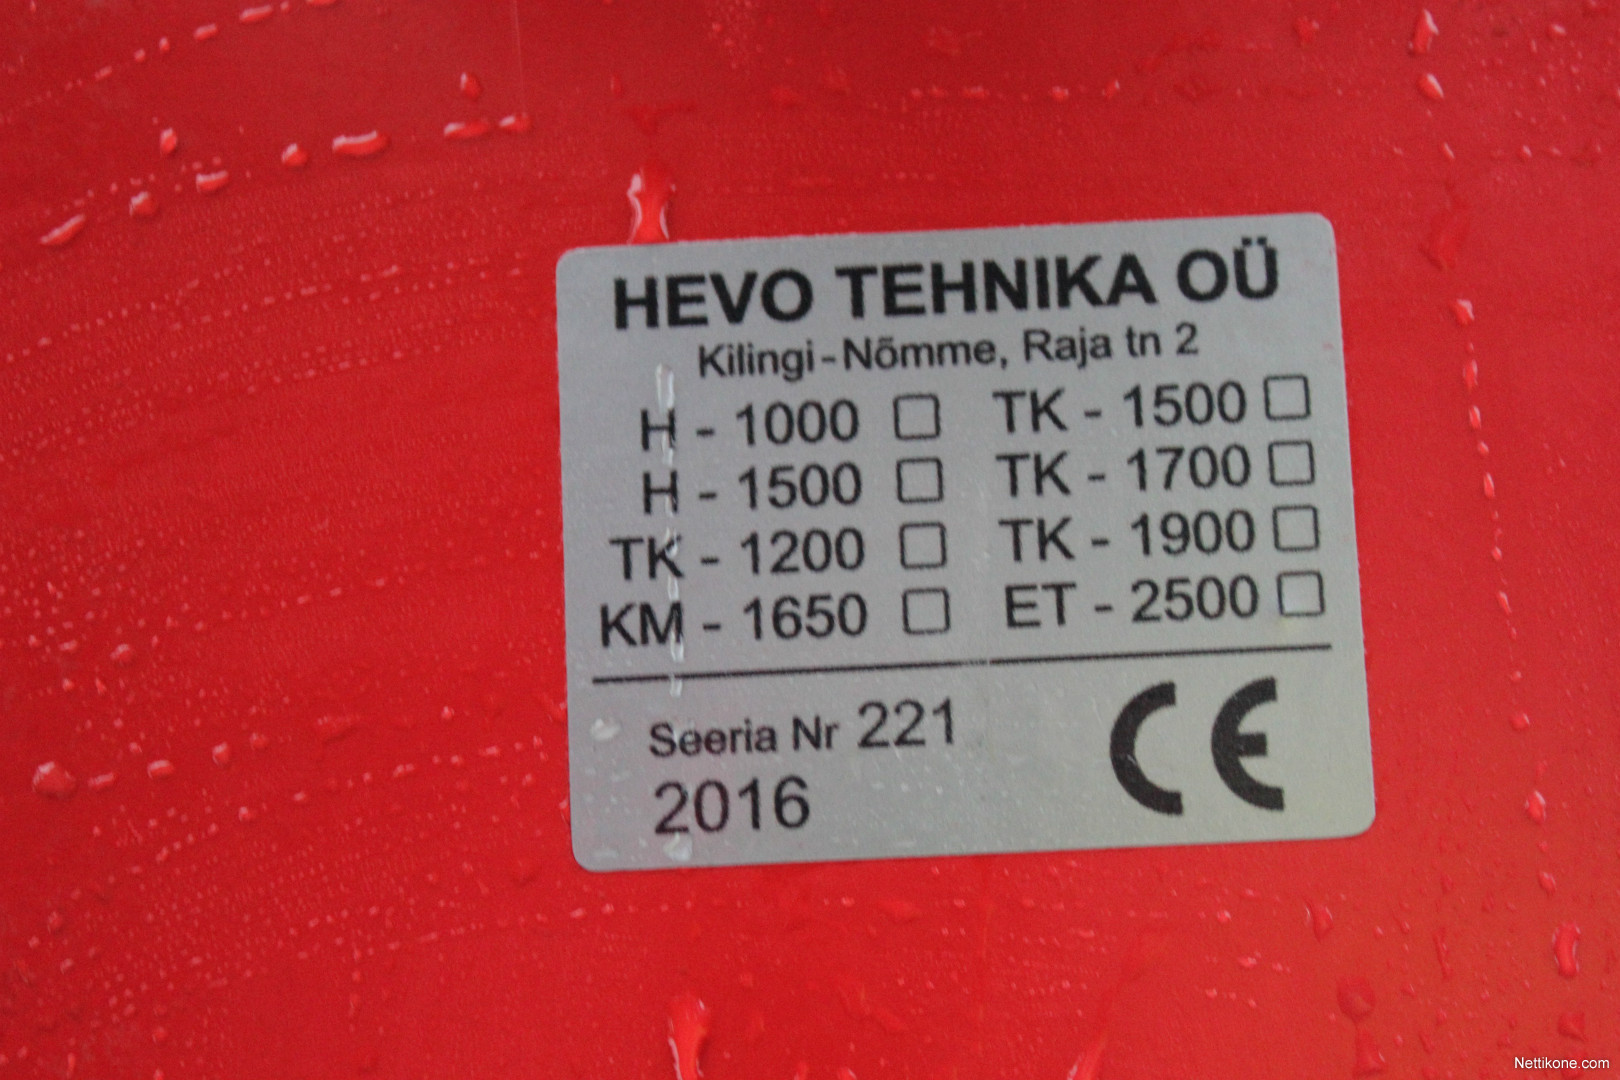 HEVO TEHNIKA OÜ
Kilingi-Nõmme, Raja tn 2
H - 1000 TK - 1500
H - 1500 TK - 1700
TK - 1200 TK - 1900
KM - 1650 ET - 2500
Seeria Nr 221
2016
CE
Nettikone.com